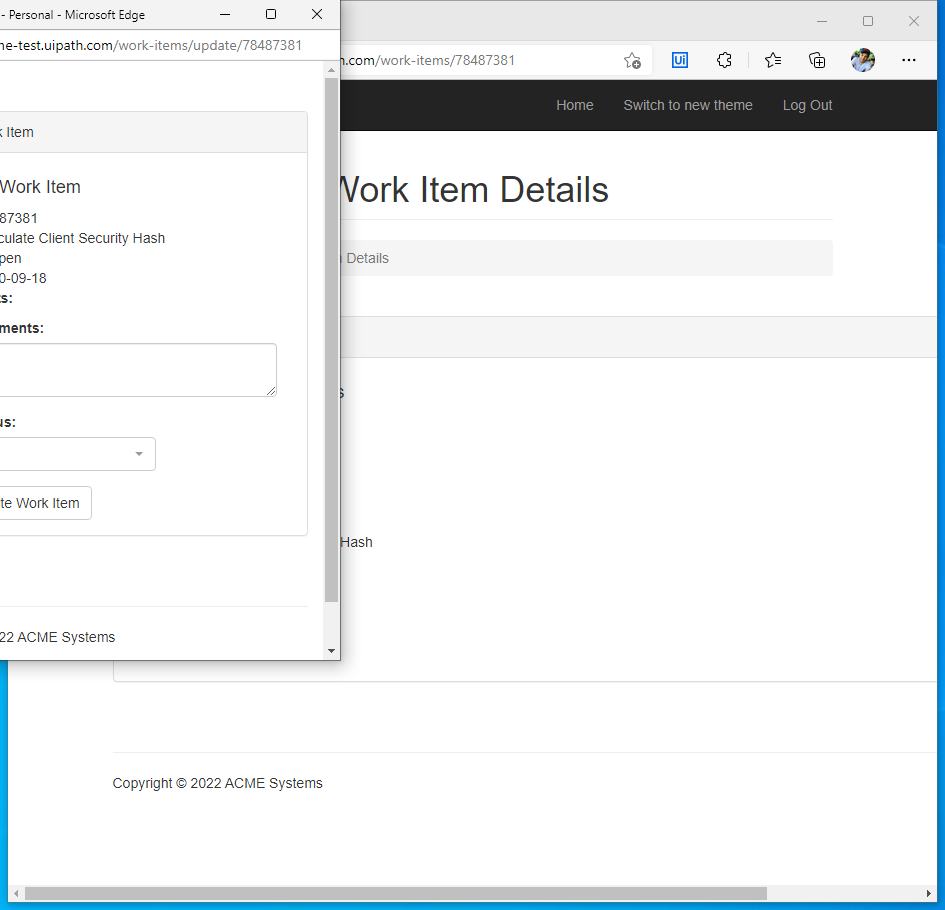 - Personal - Microsoft Edge
ne-test.uipath.com/work-items/update/78487381
k Item
Work Item
87381
culate Client Security Hash
pen
0-09-18
ts:
ments:
us:
te Work Item
22 ACME Systems
n.com/work-items/78487381
Ui
Home
Switch to new theme
Log Out
Work Item Details
n Details
s
Hash
Copyright © 2022 ACME Systems